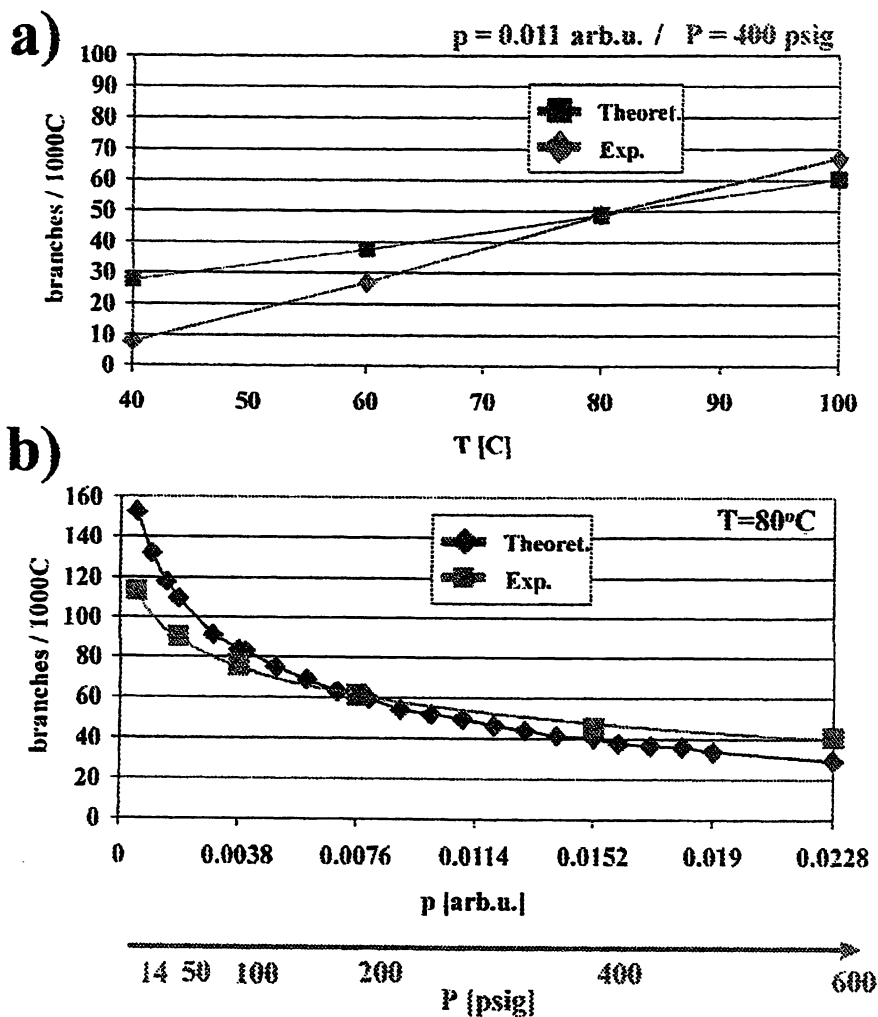 a)
p = 0.011 arb.u. / P = 400 psig
100
90
80
70
60
50
40
30
20
10
0
branches / 1000C
Theoret.
Exp.
40 50 60 70 80 90 100
T [C]
b)
160
140
120
100
80
60
40
20
0
branches / 1000C
T=80°C
Theoret.
Exp.
0 0.0038 0.0076 0.0114 0.0152 0.019 0.0228
p [arb.u.]
14 50 100 200 400 600
P [psig]